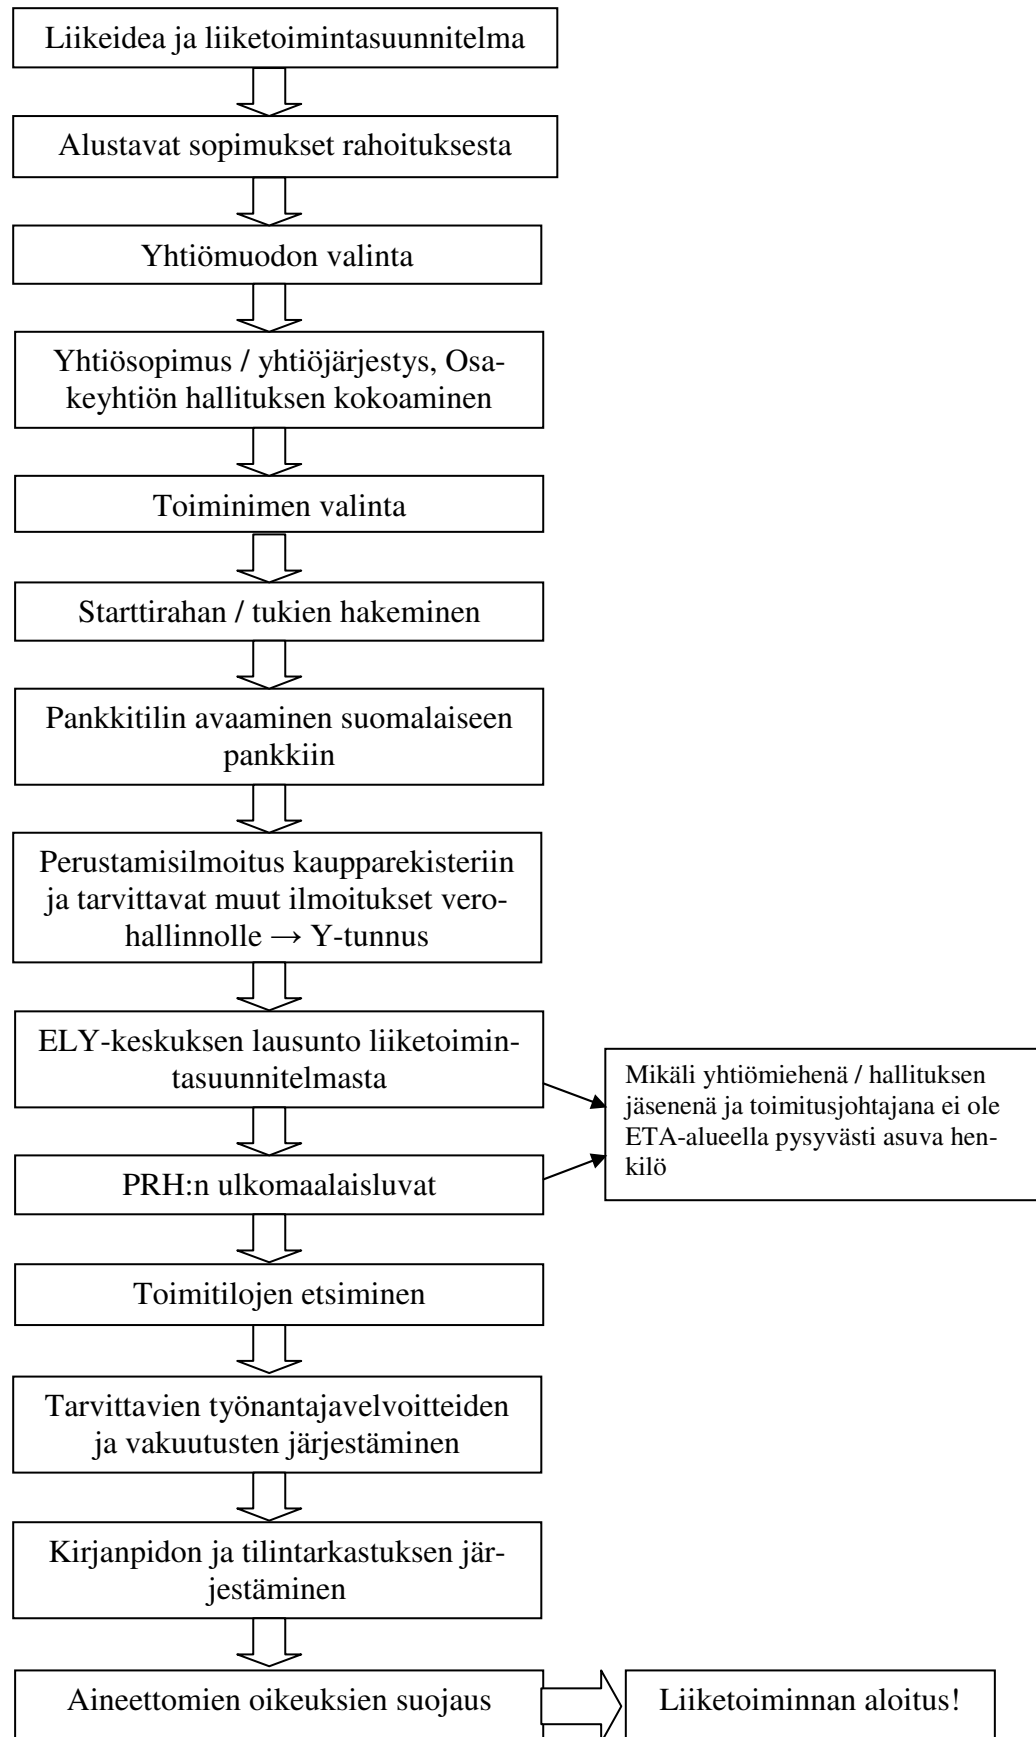 Liikeidea ja liiketoimintasuunnitelma
Alustavat sopimukset rahoituksesta
Yhtiömuodon valinta
Yhtiösopimus / yhtiöjärjestys, Osa-
keyhtiön hallituksen kokoaminen
Toiminimen valinta
Starttirahan / tukien hakeminen
Pankkitilin avaaminen suomalaiseen
pankkiin
Perustamisilmoitus kaupparekisteriin
ja tarvittavat muut ilmoitukset vero-
hallinnolle → Y-tunnus
ELY-keskuksen lausunto liiketoimin-
tasuunnitelmasta
Mikäli yhtiömiehenä / hallituksen
jäsenenä ja toimitusjohtajana ei ole
ETA-alueella pysyvästi asuva hen-
kilö
PRH:n ulkomaalaisluvat
Toimitilojen etsiminen
Tarvittavien työnantajavelvoitteiden
ja vakuutusten järjestäminen
Kirjanpidon ja tilintarkastuksen jär-
jestäminen
Aineettomien oikeuksien suojaus
Liiketoiminnan aloitus!